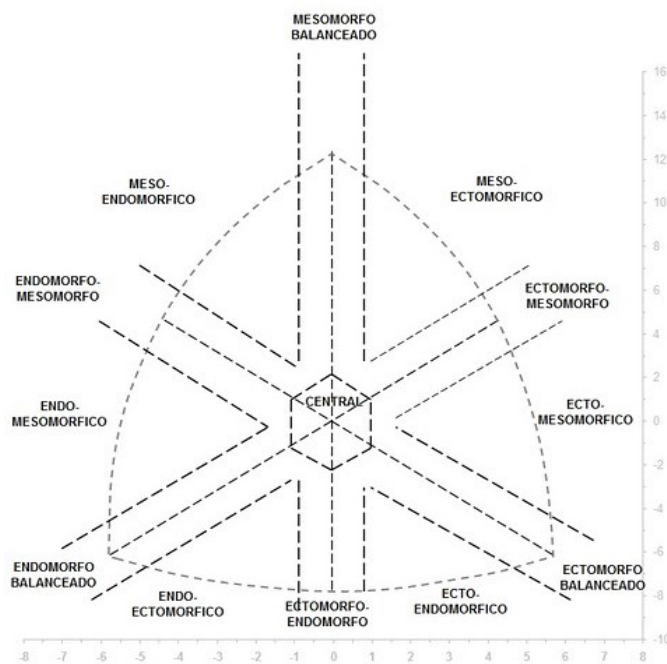 MESOMORFO
BALANCEADO
16
14
12
MESO-
ENDOMORFICO
MESO-
ECTOMORFICO
10
8
ENDOMORFO-
MESOMORFO
ECTOMORFO-
MESOMORFO
6
4
2
CENTRAL
ENDO-
MESOMORFICO
ECTO-
MESOMORFICO
0
-2
-4
-6
ENDOMORFO
BALANCEADO
ECTOMORFO
BALANCEADO
-8
ENDO-
ECTOMORFICO
ECTOMORFO-
ENDOMORFO
ECTO-
ENDOMORFICO
-10
-8 -7 -6 -5 -4 -3 -2 -1 0 1 2 3 4 5 6 7 8